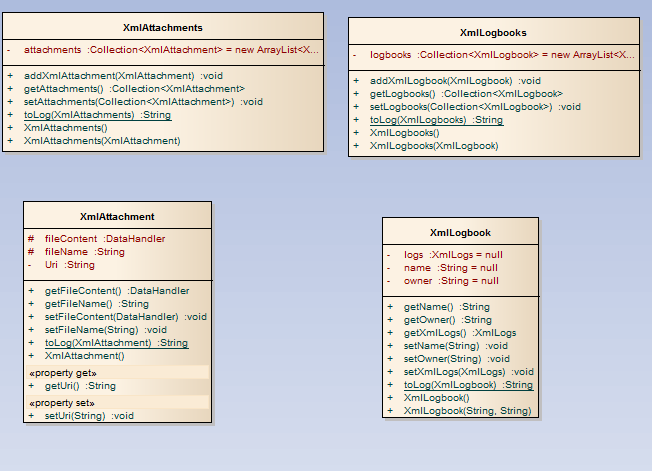 XmlAttachments
- attachments :Collection<XmlAttachment> = new ArrayList<X...
+ addXmlAttachment(XmlAttachment) :void
+ getAttachments() :Collection<XmlAttachment>
+ setAttachments(Collection<XmlAttachment>) :void
+ toLog(XmlAttachments) :String
+ XmlAttachments()
+ XmlAttachments(XmlAttachment)
XmlLogbooks
- logbooks :Collection<XmlLogbook> = new ArrayList<X...
+ addXmlLogbook(XmlLogbook) :void
+ getLogbooks() :Collection<XmlLogbook>
+ setLogbooks(Collection<XmlLogbook>) :void
+ toLog(XmlLogbooks) :String
+ XmlLogbooks()
+ XmlLogbooks(XmlLogbook)
XmlAttachment
# fileContent :DataHandler
# fileName :String
- Uri :String
+ getFileContent() :DataHandler
+ getFileName() :String
+ setFileContent(DataHandler) :void
+ setFileName(String) :void
+ toLog(XmlAttachment) :String
+ XmlAttachment()
«property get»
+ getUri() :String
«property set»
+ setUri(String) :void
XmlLogbook
- logs :XmlLogs = null
- name :String = null
- owner :String = null
+ getName() :String
+ getOwner() :String
+ getXmlLogs() :XmlLogs
+ setName(String) :void
+ setOwner(String) :void
+ setXmlLogs(XmlLogs) :void
+ toLog(XmlLogbook) :String
+ XmlLogbook()
+ XmlLogbook(String, String)